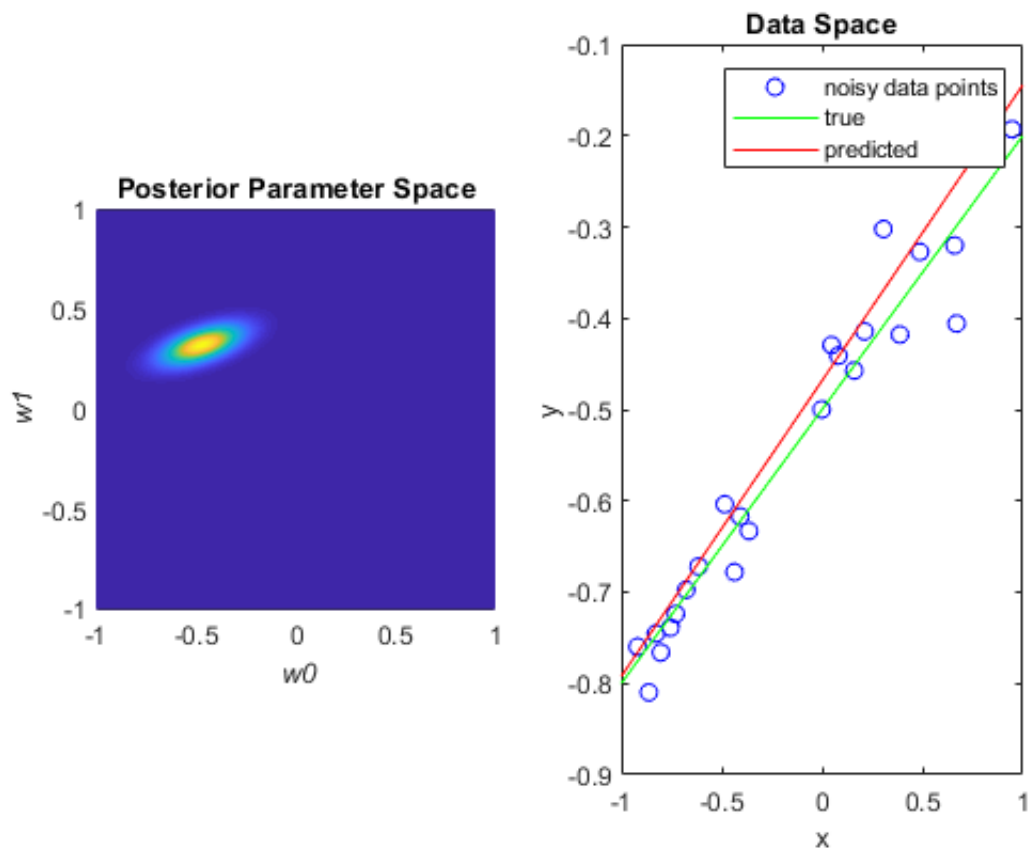 Posterior Parameter Space
1
0.5
0
-0.5
-1
w1
-1
-0.5
0
0.5
1
w0
Data Space
-0.1
-0.2
-0.3
-0.4
-0.5
-0.6
-0.7
-0.8
-0.9
y
noisy data points
true
predicted
-1
-0.5
0
0.5
1
x